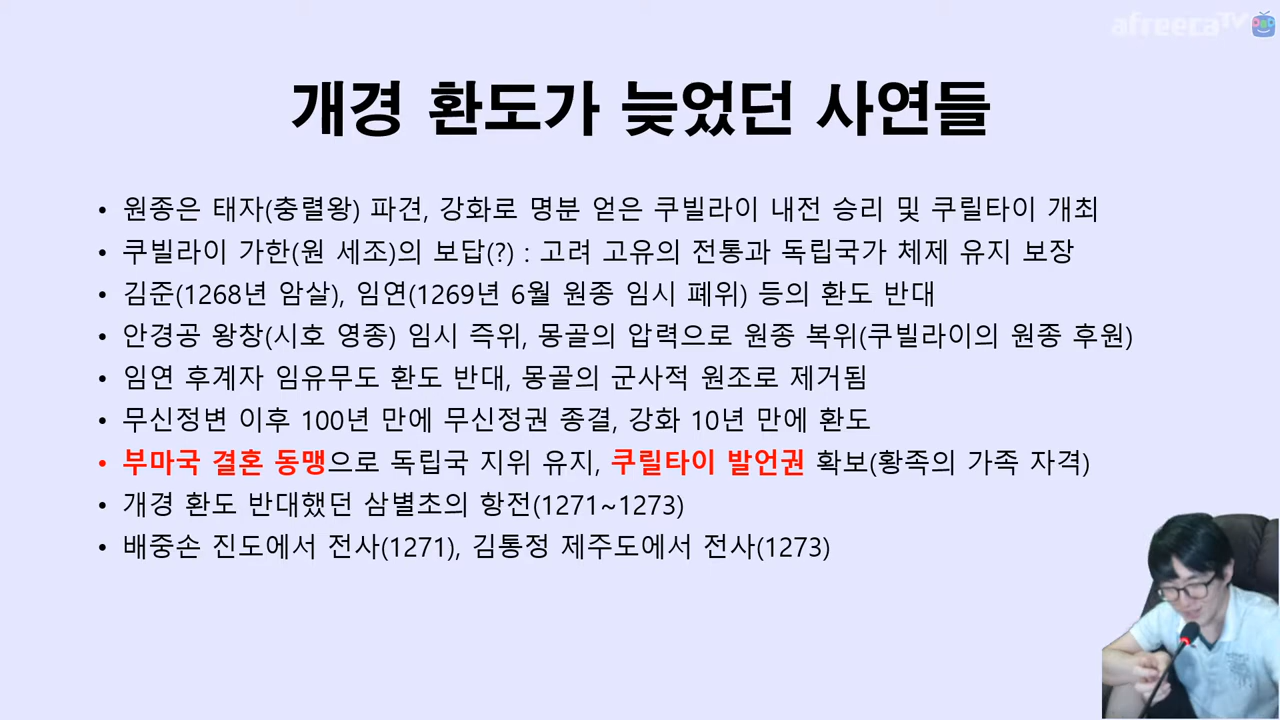 afreecaTV
개경 환도가 늦었던 사연들
• 원종은 태자(충렬왕) 파견, 강화로 명분 얻은 쿠빌라이 내전 승리 및 쿠릴타이 개최
• 쿠빌라이 가한(원 세조)의 보답(?) : 고려 고유의 전통과 독립국가 체제 유지 보장
• 김준(1268년 암살), 임연(1269년 6월 원종 임시 폐위) 등의 환도 반대
• 안경공 왕창(시호 영종) 임시 즉위, 몽골의 압력으로 원종 복위(쿠빌라이의 원종 후원)
• 임연 후계자 임유무도 환도 반대, 몽골의 군사적 원조로 제거됨
• 무신정변 이후 100년 만에 무신정권 종결, 강화 10년 만에 환도
• 부마국 결혼 동맹으로 독립국 지위 유지, 쿠릴타이 발언권 확보(황족의 가족 자격)
• 개경 환도 반대했던 삼별초의 항전(1271~1273)
• 배중손 진도에서 전사(1271), 김통정 제주도에서 전사(1273)